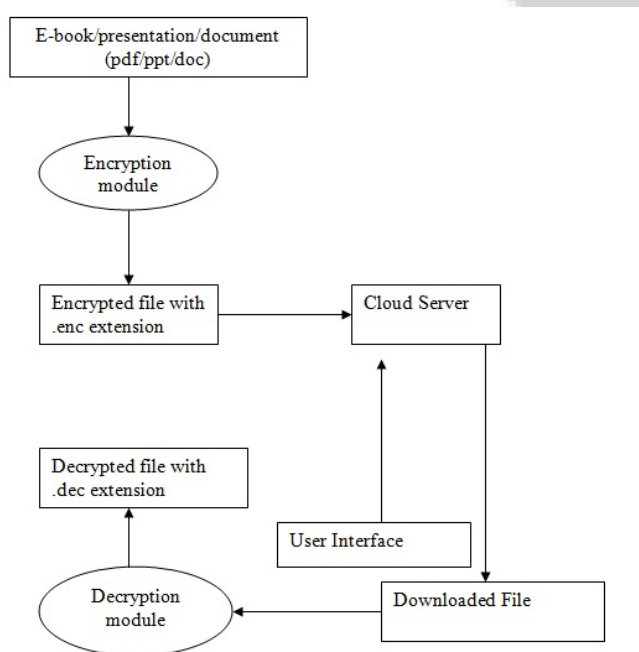 E-book/presentation/document
(pdf/ppt/doc)
Encryption
module
Encrypted file with
.enc extension
Cloud Server
Decrypted file with
.dec extension
User Interface
Decryption
module
Downloaded File